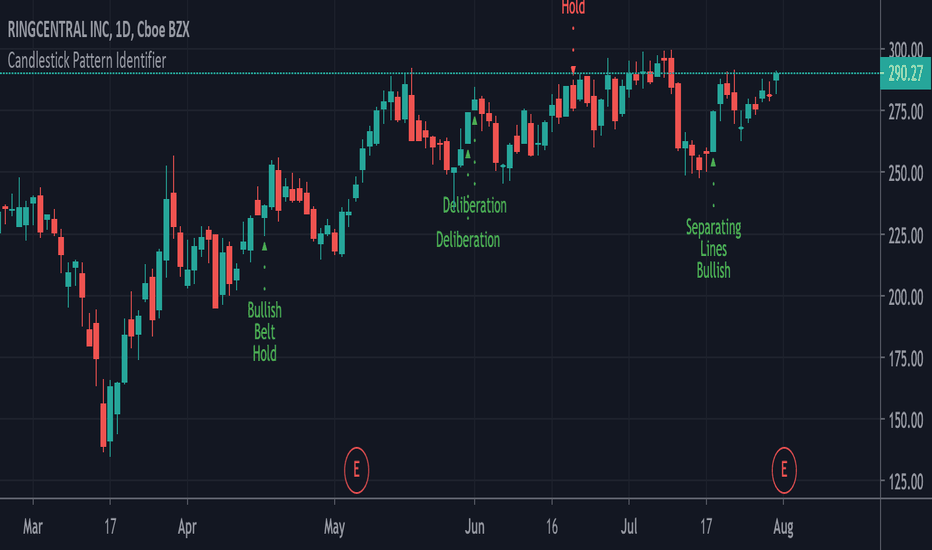 RINGCENTRAL INC, 1D, Cboe BZX
Candlestick Pattern Identifier
Hold
300.00
290.27
275.00
250.00
225.00
200.00
175.00
150.00
125.00
Deliberation
Deliberation
Separating
Lines
Bullish
Bullish
Belt
Hold
E
E
Mar
17
Apr
May
Jun
16
Jul
17
Aug